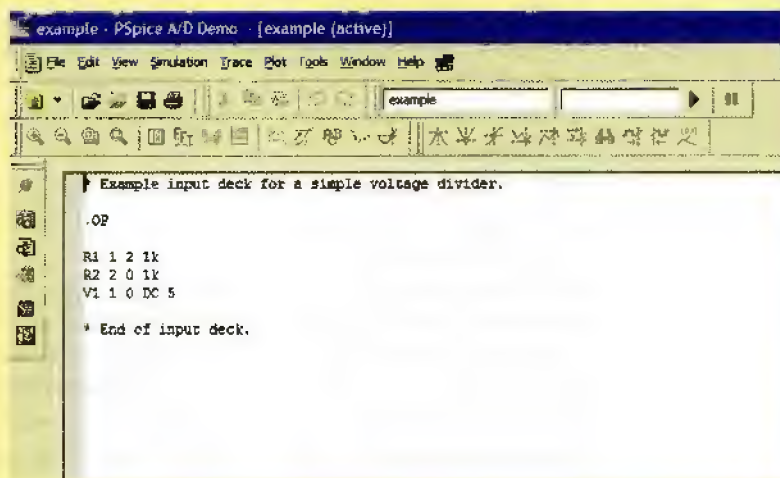 example - PSpice A/D Demo - [example (active)]
File Edit View Simulation Trace Plot Tools Window Help
example
Example input deck for a simple voltage divider.
.OP
R1 1 2 1k
R2 2 0 1k
V1 1 0 DC 5
* End of input deck.